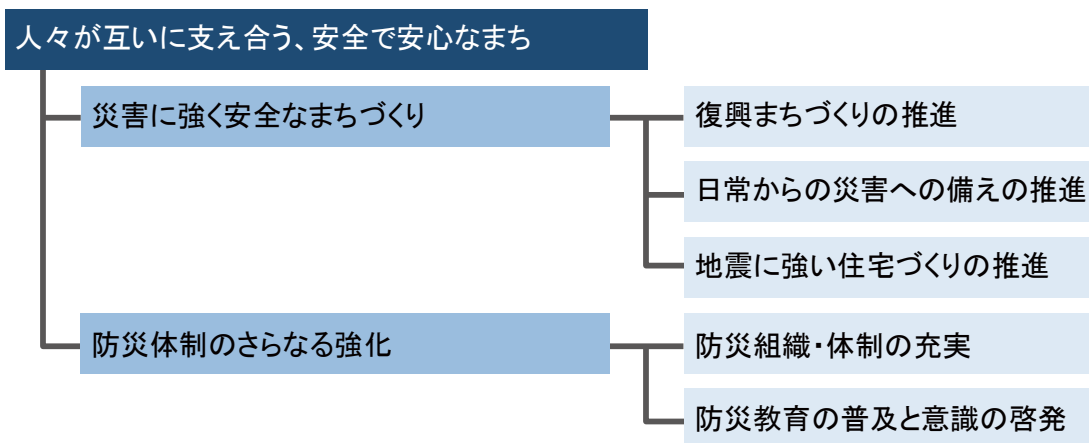 人々が互いに支え合う、安全で安心なまち
災害に強く安全なまちづくり
復興まちづくりの推進
日常からの災害への備えの推進
地震に強い住宅づくりの推進
防災体制のさらなる強化
防災組織・体制の充実
防災教育の普及と意識の啓発